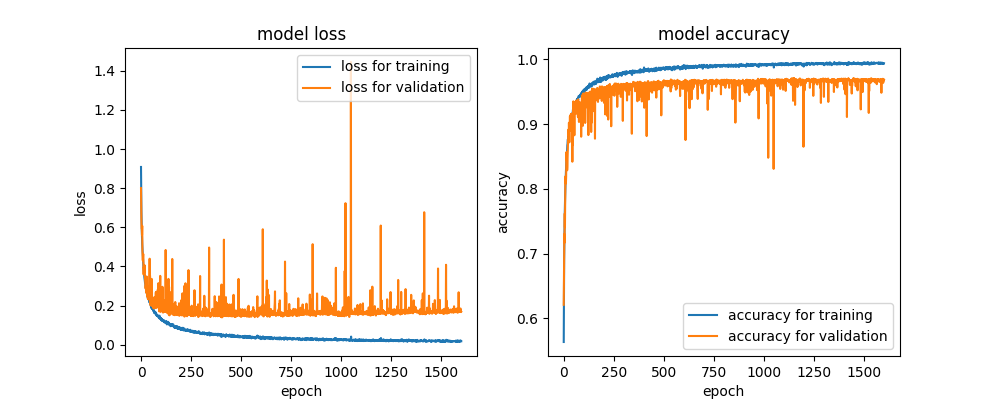 model loss
loss for training
loss for validation
1.4
1.2
1.0
0.8
0.6
0.4
0.2
0.0
loss
0
250
500
750
1000
1250
1500
epoch
model accuracy
1.0
0.9
0.8
0.7
0.6
accuracy
accuracy for training
accuracy for validation
0
250
500
750
1000
1250
1500
epoch